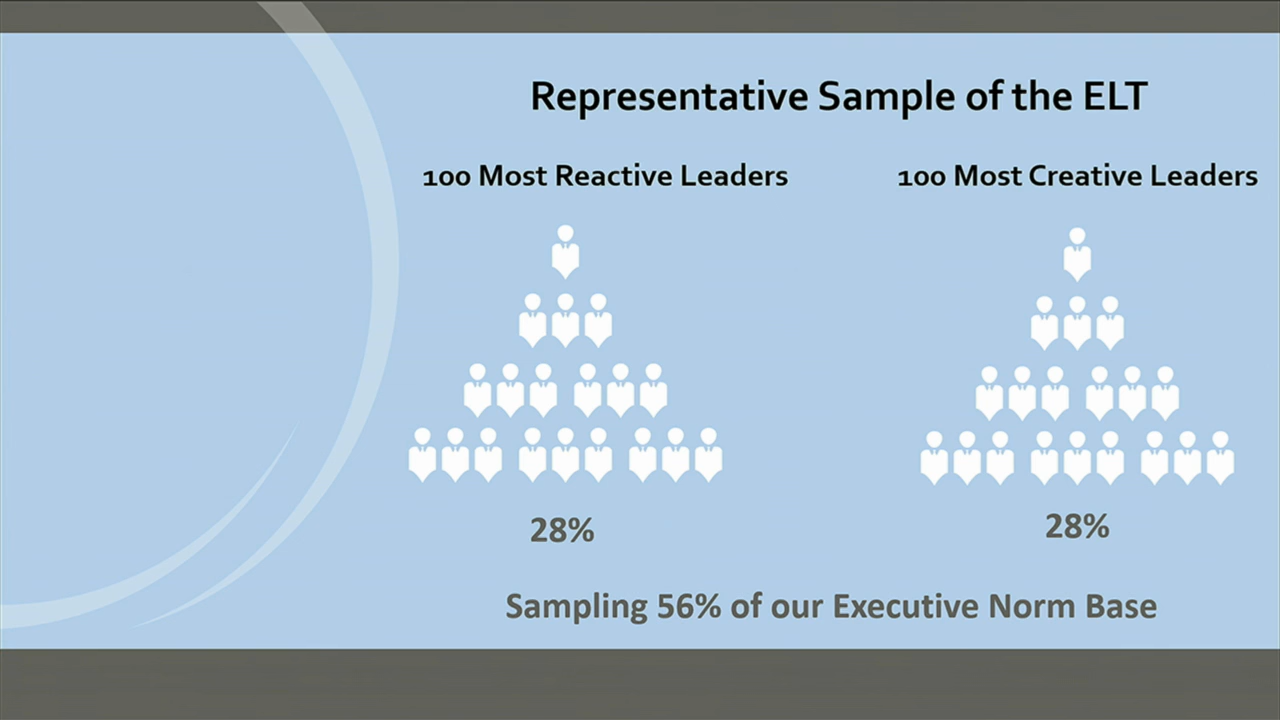 Representative Sample of the ELT
100 Most Reactive Leaders
100 Most Creative Leaders
28%
28%
Sampling 56% of our Executive Norm Base